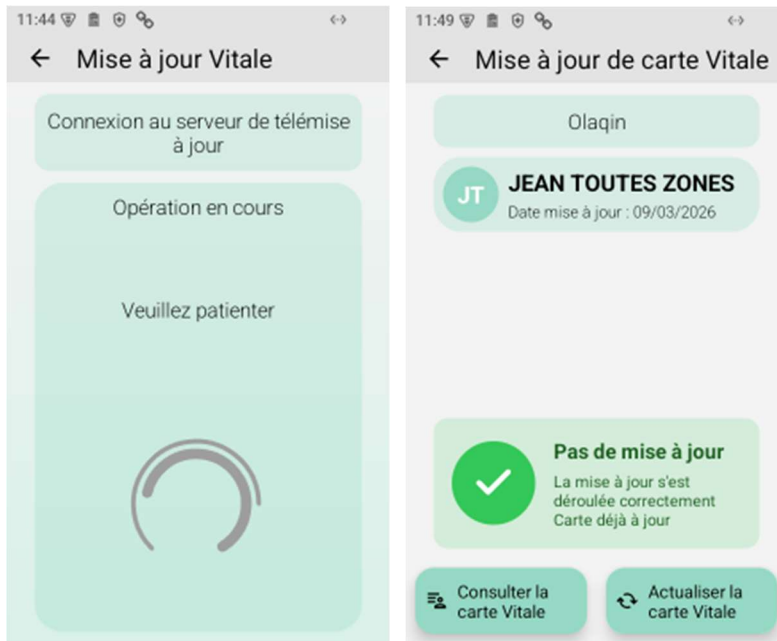 11:44
Mise à jour Vitale
Connexion au serveur de télémise
à jour
Opération en cours
Veuillez patienter
11:49
Mise à jour de carte Vitale
Olaqin
JT
JEAN TOUTES ZONES
Date mise à jour : 09/03/2026
Pas de mise à jour
La mise à jour s'est
déroulée correctement
Carte déjà à jour
Consulter la
carte Vitale
Actualiser la
carte Vitale